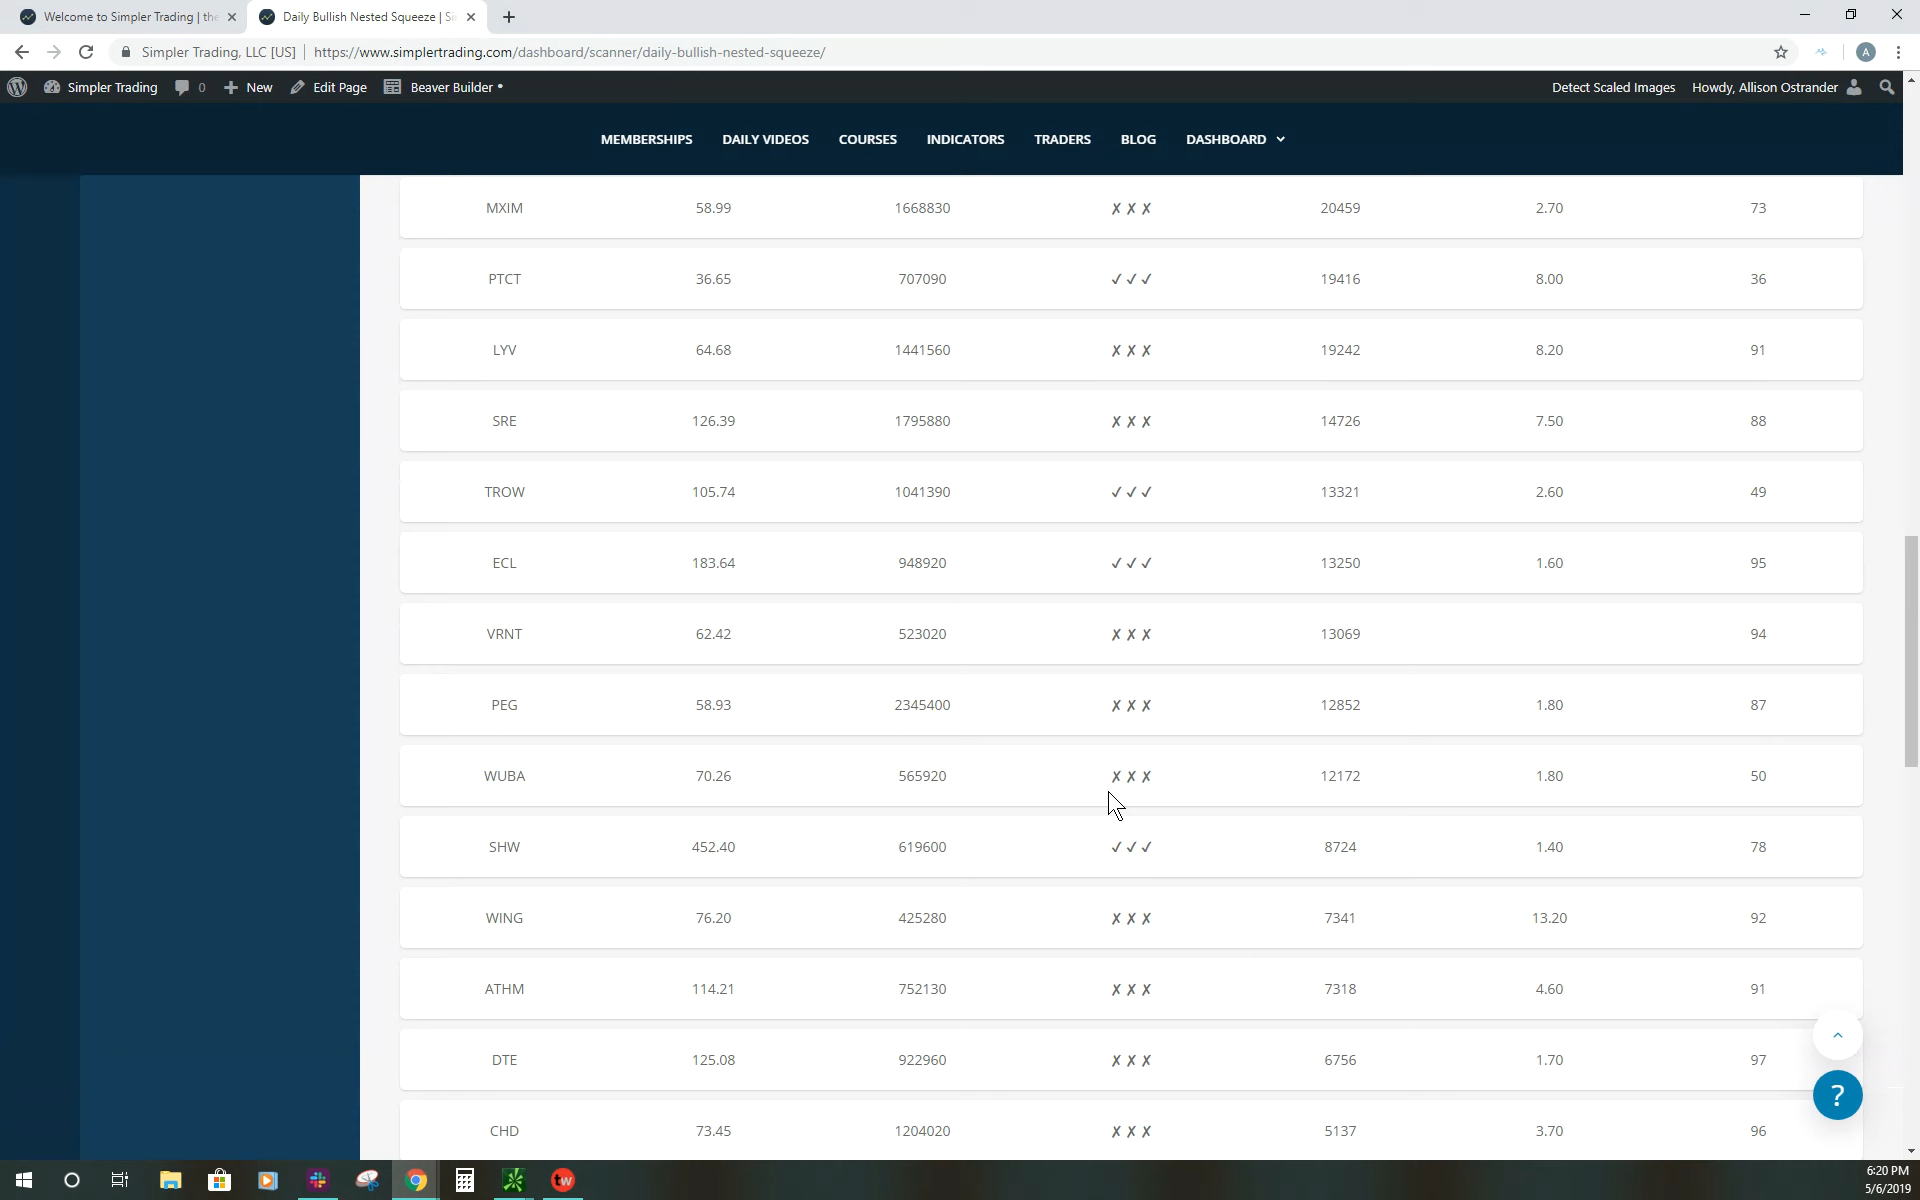 Welcome to Simpler Trading | the
Daily Bullish Nested Squeeze | Si
Simpler Trading, LLC [US] | https://www.simplertrading.com/dashboard/scanner/daily-bullish-nested-squeeze/
A
Simpler Trading 0 New Edit Page Beaver Builder Detect Scaled Images Howdy, Allison Ostrander
MEMBERSHIPS DAILY VIDEOS COURSES INDICATORS TRADERS BLOG DASHBOARD
MXIM 58.99 1668830 ✗ ✗ ✗ 20459 2.70 73
PTCT 36.65 707090 ✓ ✓ ✓ 19416 8.00 36
LYV 64.68 1441560 ✗ ✗ ✗ 19242 8.20 91
SRE 126.39 1795880 ✗ ✗ ✗ 14726 7.50 88
TROW 105.74 1041390 ✓ ✓ ✓ 13321 2.60 49
ECL 183.64 948920 ✓ ✓ ✓ 13250 1.60 95
VRNT 62.42 523020 ✗ ✗ ✗ 13069 94
PEG 58.93 2345400 ✗ ✗ ✗ 12852 1.80 87
WUBA 70.26 565920 ✗ ✗ ✗ 12172 1.80 50
SHW 452.40 619600 ✓ ✓ ✓ 8724 1.40 78
WING 76.20 425280 ✗ ✗ ✗ 7341 13.20 92
ATHM 114.21 752130 ✗ ✗ ✗ 7318 4.60 91
DTE 125.08 922960 ✗ ✗ ✗ 6756 1.70 97
?
CHD 73.45 1204020 ✗ ✗ ✗ 5137 3.70 96
tw
6:20 PM
5/6/2019